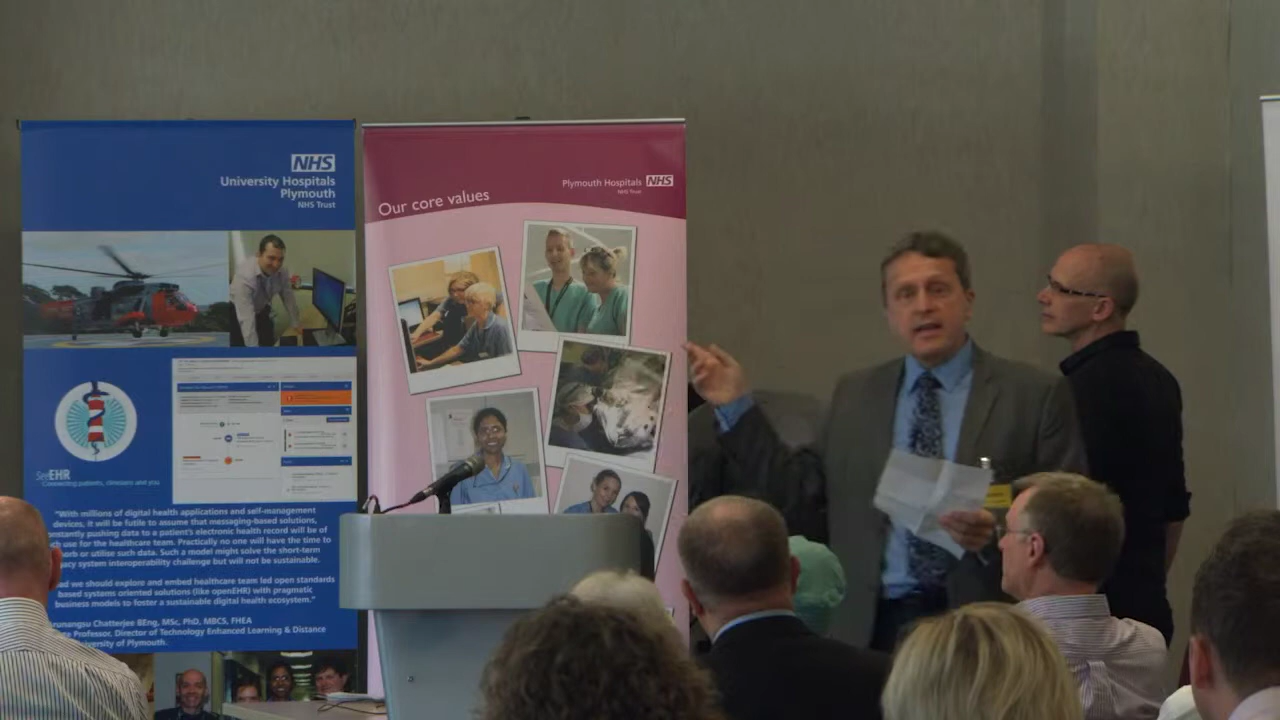 NHS
University Hospitals
Plymouth
NHS Trust
SeeEHR
Connecting patients, clinicians and you
"With millions of digital health applications and self-management
devices, it will be futile to assume that messaging-based solutions,
pushing data to a patient's electronic health record will be of
use for the healthcare team. Practically no one will have the time to
or utilize such data. Such a model might solve the short-term
system interoperability challenge but will not be sustainable.
we should explore and embed healthcare team led open standards
based systems oriented solutions (like openEHR) with pragmatic
business models to foster a sustainable digital health ecosystem."
Chatterjee BEng, MSc, PhD, MBCS, FHEA
Professor, Director of Technology Enhanced Learning & Distance
University of Plymouth.
Our core values
Plymouth Hospitals NHS
NHS Trust